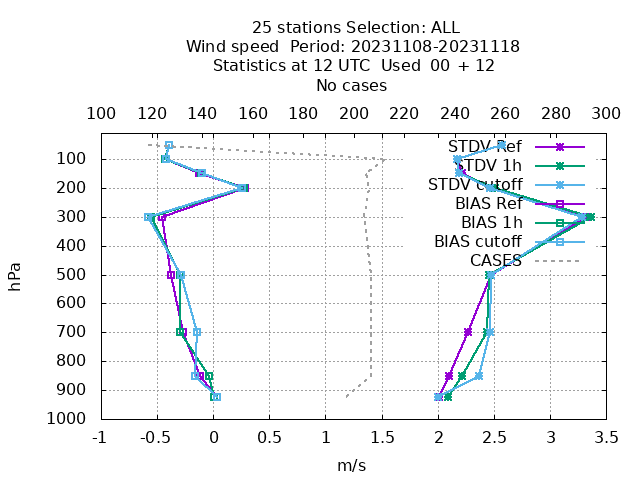 25 stations Selection: ALL
Wind speed  Period: 20231108-20231118
Statistics at 12 UTC  Used  00 + 12
No cases
100 120 140 160 180 200 220 240 260 280 300
STDV Ref
100
STDV 1h
STDV cutoff
200
BIAS Ref
300
BIAS 1h
BIAS cutoff
400
CASES
500
600
700
800
900
1000
hPa
-1 -0.5 0 0.5 1 1.5 2 2.5 3 3.5
m/s